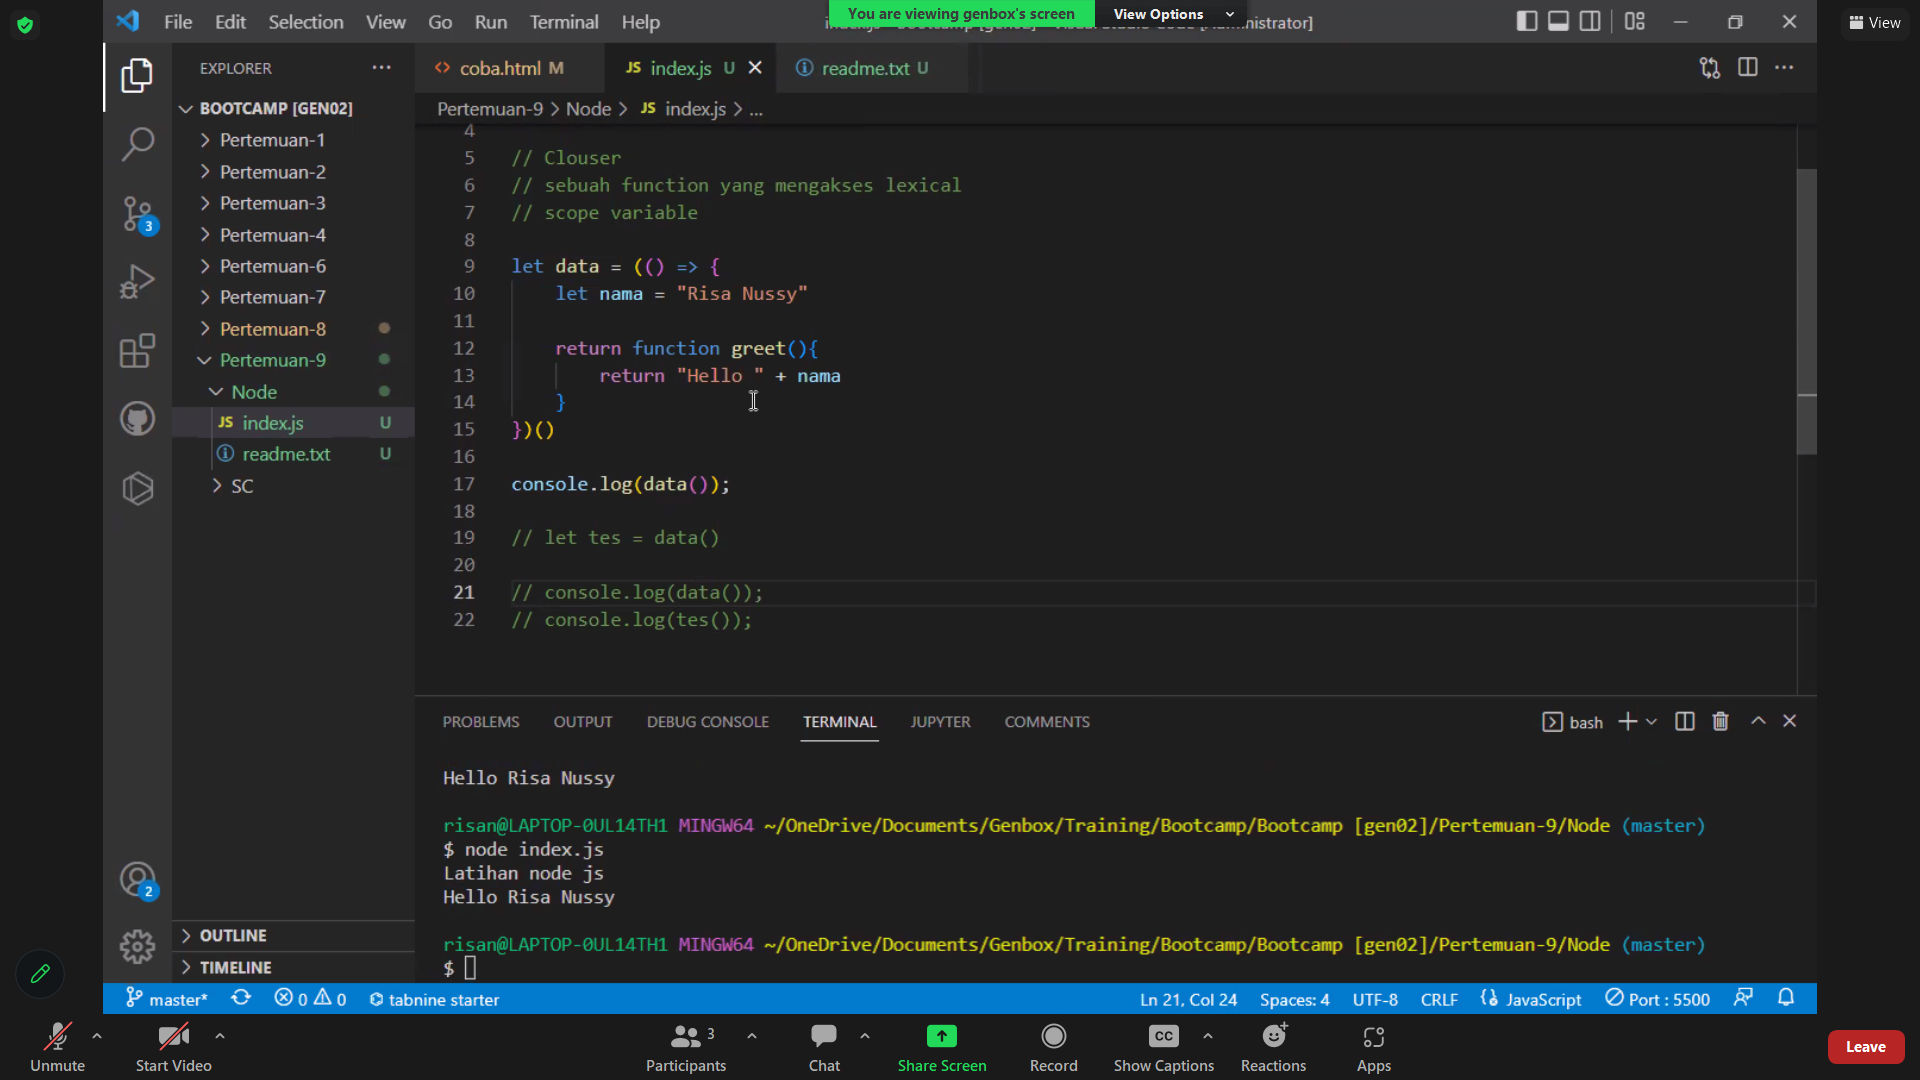 You are viewing genbox's screen
View Options
View
File Edit Selection View Go Run Terminal Help
EXPLORER
coba.html M
JS index.js U
readme.txt U
BOOTCAMP [GEN02]
Pertemuan-9 > Node > JS index.js > ...
Pertemuan-1
Pertemuan-2
Pertemuan-3
Pertemuan-4
Pertemuan-6
Pertemuan-7
Pertemuan-8
Pertemuan-9
Node
JS index.js U
readme.txt U
SC
OUTLINE
TIMELINE
3
2
4
5 // Clouser
6 // sebuah function yang mengakses lexical
7 // scope variable
8
9 let data = (() => {
10 let nama = "Risa Nussy"
11
12 return function greet(){
13 return "Hello " + nama
14 }
15 })()
16
17 console.log(data());
18
19 // let tes = data()
20
21 // console.log(data());
22 // console.log(tes());
PROBLEMS OUTPUT DEBUG CONSOLE TERMINAL JUPYTER COMMENTS
bash
Hello Risa Nussy
risan@LAPTOP-0UL14TH1 MINGW64 ~/OneDrive/Documents/Genbox/Training/Bootcamp/Bootcamp [gen02]/Pertemuan-9/Node (master)
$ node index.js
Latihan node js
Hello Risa Nussy
risan@LAPTOP-0UL14TH1 MINGW64 ~/OneDrive/Documents/Genbox/Training/Bootcamp/Bootcamp [gen02]/Pertemuan-9/Node (master)
$
master* 0 0 tabnine starter
Ln 21, Col 24 Spaces: 4 UTF-8 CRLF JavaScript Port : 5500
Unmute
Start Video
Participants
3
Chat
Share Screen
Record
CC
Show Captions
Reactions
Apps
Leave